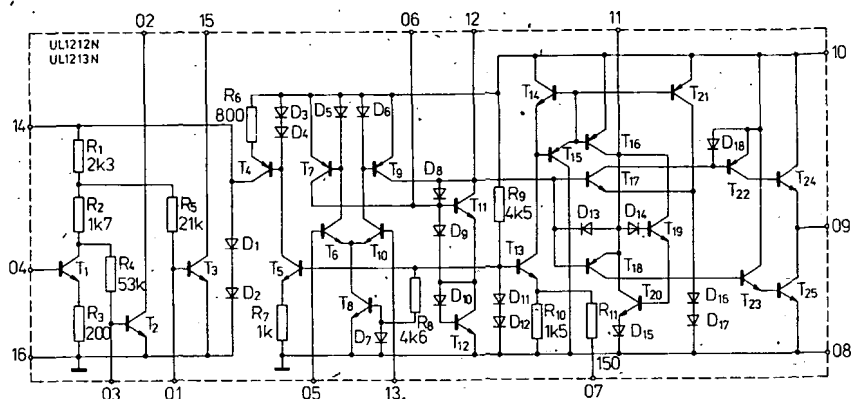 02 15 06 12 11
UL1212N
UL1213N
10
14
R6
800
D3 D5 D6
D4
T14 T21
R1
2k3
T4 T7 T9 D8
T15 T16 D18
R2
1k7
R5
21k
T11 R9
4k5
T17 T22 T24
D1 D9 D13 D14 T19
09
04 T1 R4
53k
T3 T6 T10
T5 T13 T18
D2 T8 D10 D11 T20 T23 T25
R3
200
T2 R7
1k
D7 R8
4k6
T12 D12 R10
1k5
R11 D15 D16
D17
16 150 08
03 01 05 13. 07